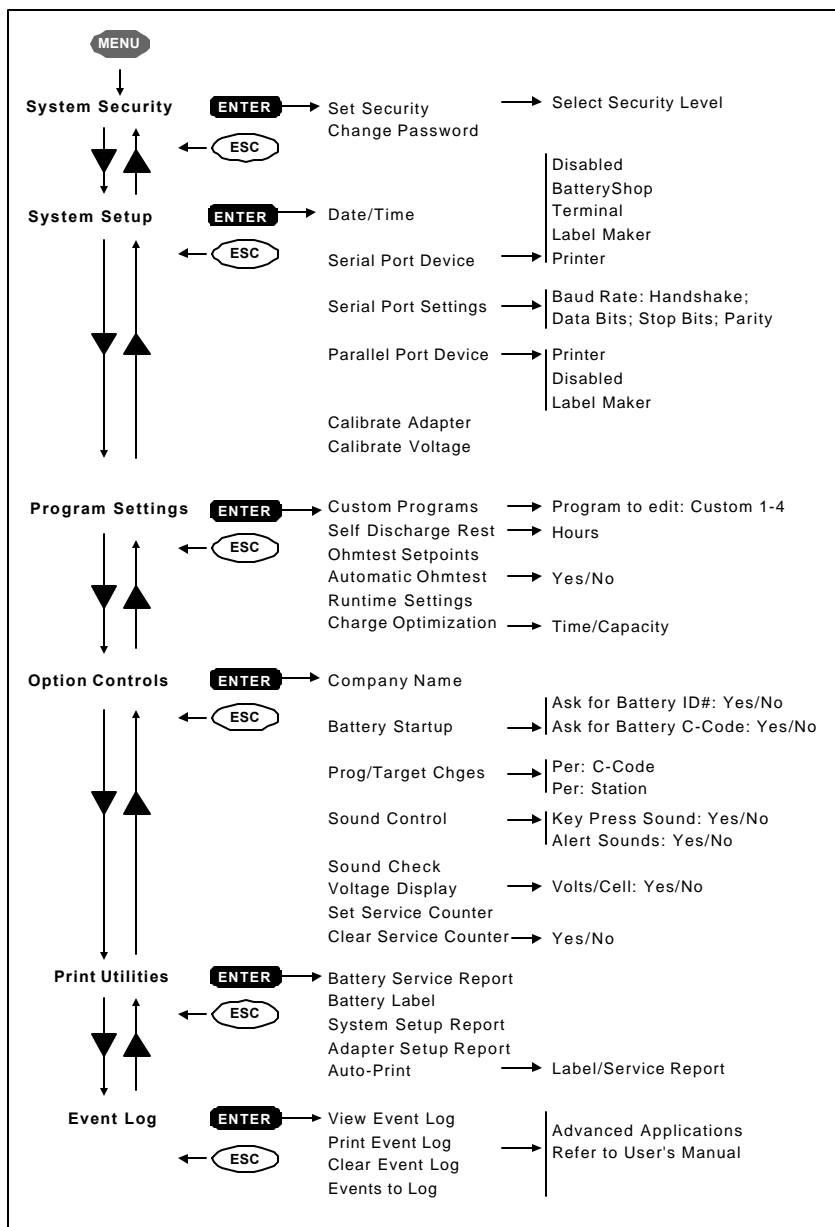 MENU
System Security ENTER Set Security Select Security Level
Change Password
ESC
Disabled
BatteryShop
Terminal
Label Maker
System Setup ENTER Date/Time
ESC
Serial Port Device Printer
Serial Port Settings Baud Rate: Handshake;
Data Bits; Stop Bits; Parity
Parallel Port Device Printer
Disabled
Label Maker
Calibrate Adapter
Calibrate Voltage
Program Settings ENTER Custom Programs Program to edit: Custom 1-4
Self Discharge Rest Hours
ESC
Ohmtest Setpoints
Automatic Ohmtest Yes/No
Runtime Settings
Charge Optimization Time/Capacity
Option Controls ENTER Company Name
ESC
Ask for Battery ID#: Yes/No
Battery Startup Ask for Battery C-Code: Yes/No
Prog/Target Chges Per: C-Code
Per: Station
Sound Control Key Press Sound: Yes/No
Alert Sounds: Yes/No
Sound Check
Voltage Display Volts/Cell: Yes/No
Set Service Counter
Clear Service Counter Yes/No
Print Utilities ENTER Battery Service Report
Battery Label
ESC
System Setup Report
Adapter Setup Report
Auto-Print Label/Service Report
Event Log ENTER View Event Log
Print Event Log Advanced Applications
ESC
Clear Event Log Refer to User's Manual
Events to Log